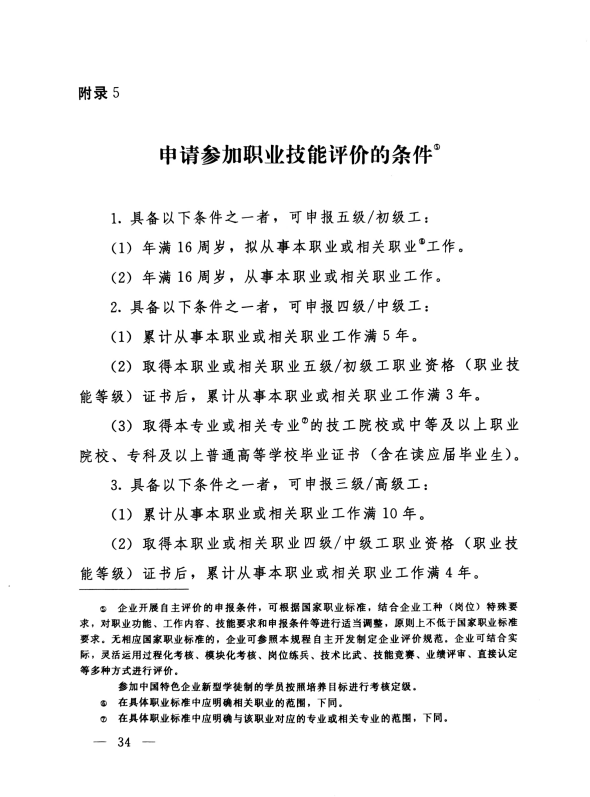 附录 5
申请参加职业技能评价的条件⑤
1. 具备以下条件之一者，可申报五级/初级工：
（1）年满 16 周岁，拟从事本职业或相关职业⑥工作。
（2）年满 16 周岁，从事本职业或相关职业工作。
2. 具备以下条件之一者，可申报四级/中级工：
（1）累计从事本职业或相关职业工作满 5 年。
（2）取得本职业或相关职业五级/初级工职业资格（职业技
能等级）证书后，累计从事本职业或相关职业工作满 3 年。
（3）取得本专业或相关专业⑦的技工院校或中等及以上职业
院校、专科及以上普通高等学校毕业证书（含在读应届毕业生）。
3. 具备以下条件之一者，可申报三级/高级工：
（1）累计从事本职业或相关职业工作满 10 年。
（2）取得本职业或相关职业四级/中级工职业资格（职业技
能等级）证书后，累计从事本职业或相关职业工作满 4 年。
⑤ 企业开展自主评价的申报条件，可根据国家职业标准，结合企业工种（岗位）特殊要
求，对职业功能、工作内容、技能要求和申报条件等进行适当调整，原则上不低于国家职业标准
要求。无相应国家职业标准的，企业可参照本规程自主开发制定企业评价规范。企业可结合实
际，灵活运用过程化考核、模块化考核、岗位练兵、技术比武、技能竞赛、业绩评审、直接认定
等多种方式进行评价。
参加中国特色企业新型学徒制的学员按照培养目标进行考核定级。
⑥ 在具体职业标准中应明确相关职业的范围，下同。
⑦ 在具体职业标准中应明确与该职业对应的专业或相关专业的范围，下同。
— 34 —